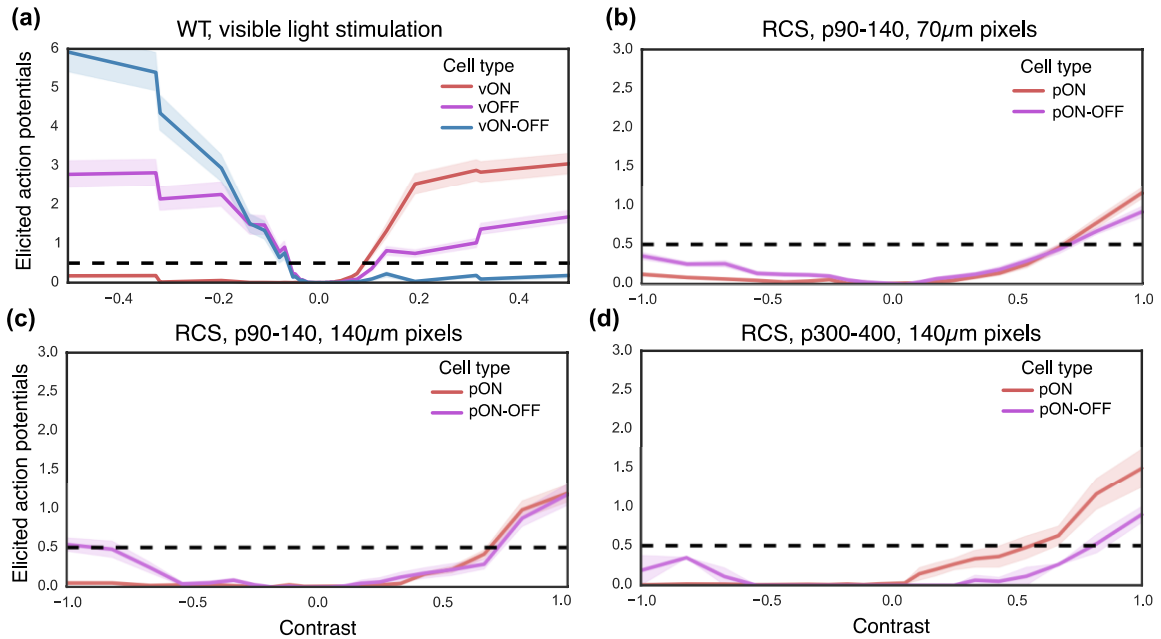 (a)
WT, visible light stimulation
Elicited action potentials
6
5
4
3
2
1
0
−0.4
−0.2
0.0
0.2
0.4
Cell type
vON
vOFF
vON-OFF
(b)
RCS, p90-140, 70µm pixels
3.0
2.5
2.0
1.5
1.0
0.5
0.0
−1.0
−0.5
0.0
0.5
1.0
Cell type
pON
pON-OFF
(c)
RCS, p90-140, 140µm pixels
Elicited action potentials
3.0
2.5
2.0
1.5
1.0
0.5
0.0
−1.0
−0.5
0.0
0.5
1.0
Contrast
Cell type
pON
pON-OFF
(d)
RCS, p300-400, 140µm pixels
3.0
2.5
2.0
1.5
1.0
0.5
0.0
−1.0
−0.5
0.0
0.5
1.0
Contrast
Cell type
pON
pON-OFF